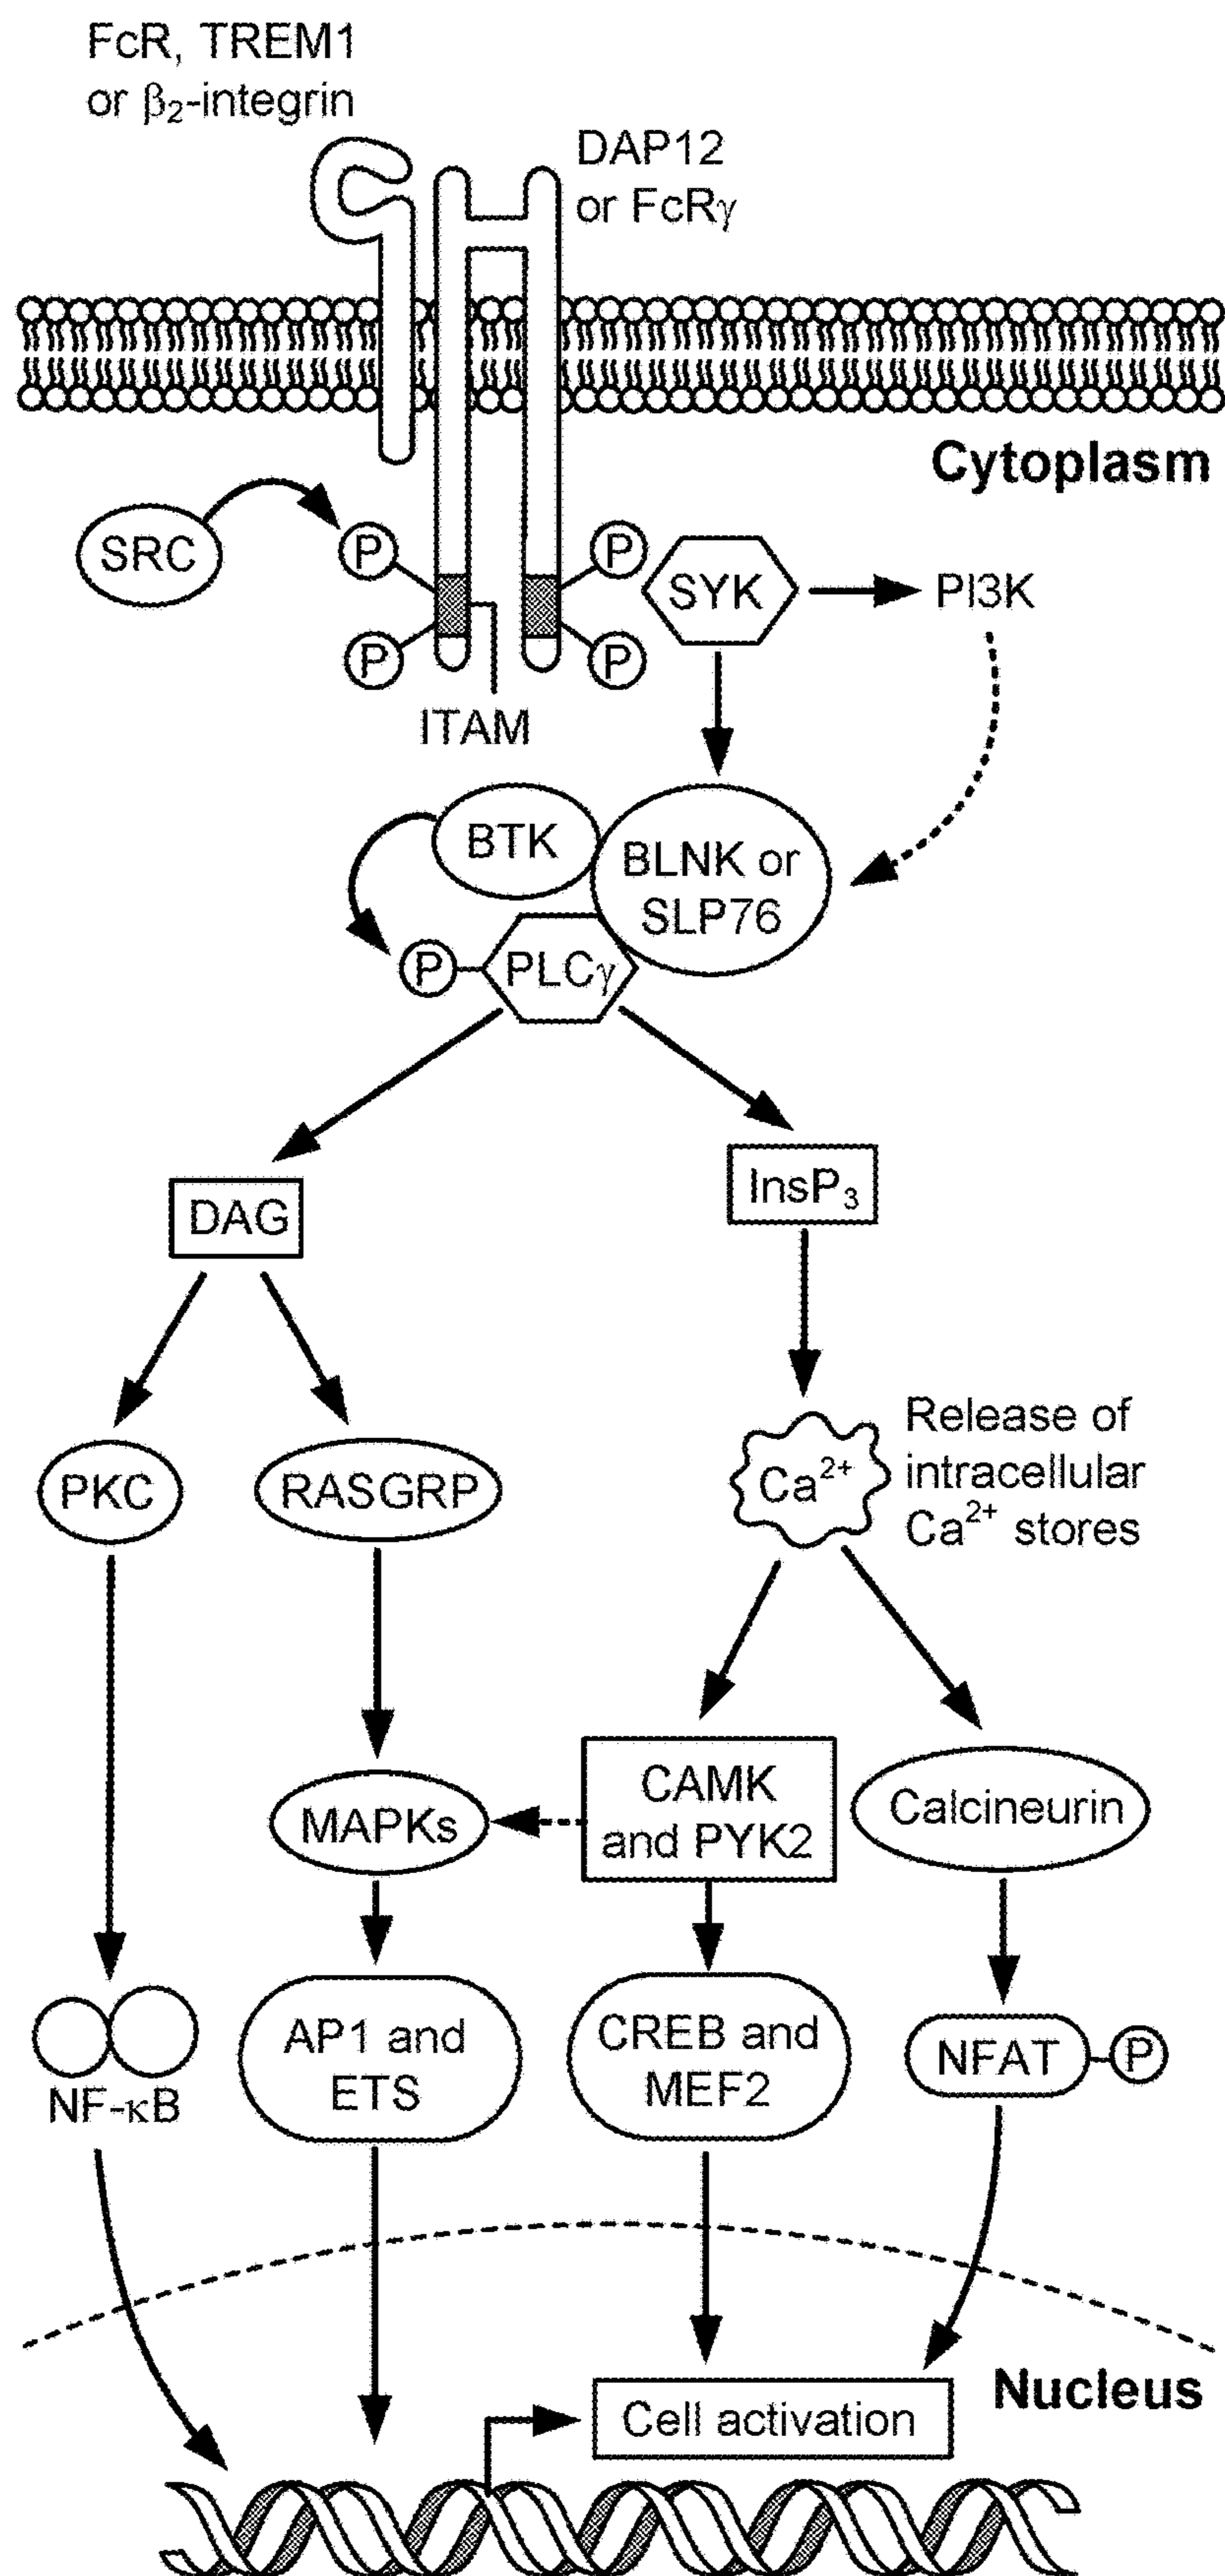 FcR, TREM1
or β₂-integrin
DAP12
or FcRγ
Cytoplasm
SRC
P
P
P
P
SYK
PI3K
ITAM
BTK
BLNK or
SLP76
P
PLCγ
DAG
InsP₃
PKC
RASGRP
Ca²⁺
Release of
intracellular
Ca²⁺ stores
MAPKs
CAMK
and PYK2
Calcineurin
NF-κB
AP1 and
ETS
CREB and
MEF2
NFAT
P
Nucleus
Cell activation